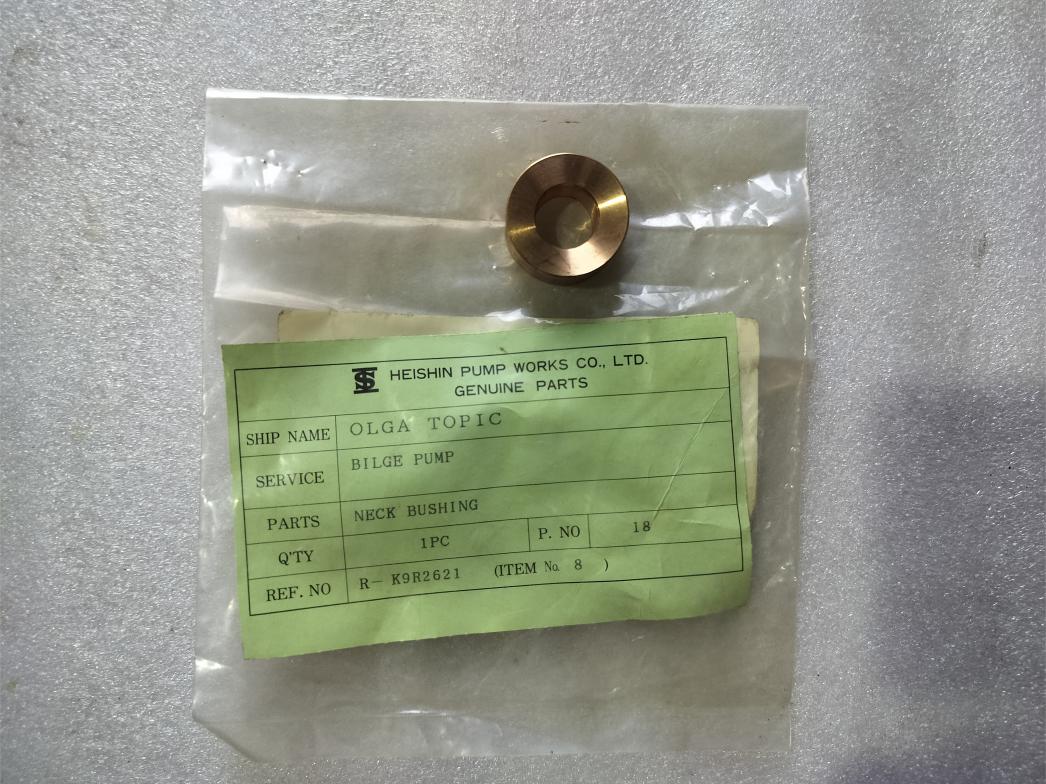 HEISHIN PUMP WORKS CO., LTD.
GENUINE PARTS
SHIP NAME OLGA TOPIC
SERVICE BILGE PUMP
PARTS NECK BUSHING
Q'TY 1PC P. NO 18
REF. NO R- K9R2621 (ITEM No. 8 )